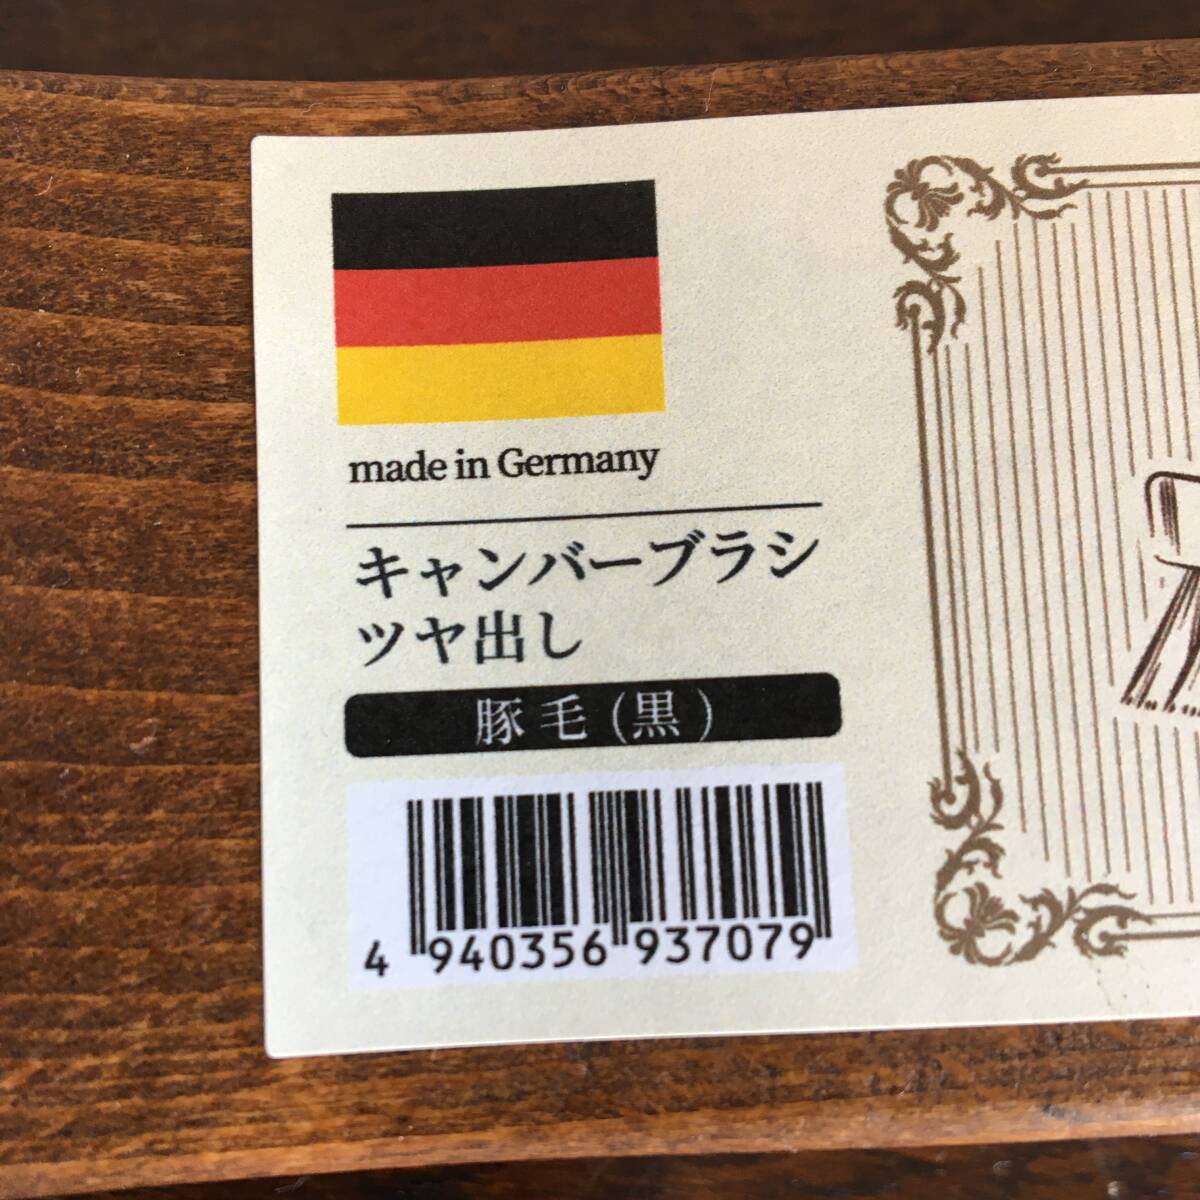 made in Germany
キャンバーブラシ
ツヤ出し
豚毛(黒)
4 940356 937079